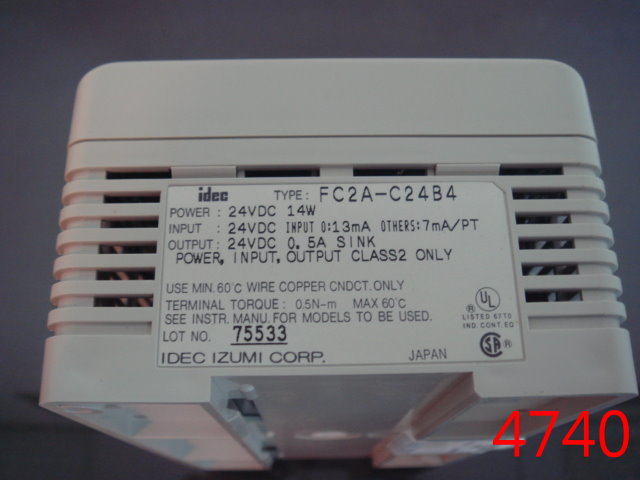 idec TYPE: FC2A-C24B4
POWER : 24VDC 14W
INPUT : 24VDC INPUT 0:13mA OTHERS:7mA/PT
OUTPUT: 24VDC 0.5A SINK
POWER, INPUT, OUTPUT CLASS2 ONLY
USE MIN. 60°C WIRE COPPER CNDCT. ONLY
TERMINAL TORQUE : 0.5N-m MAX 60°C
SEE INSTR. MANU. FOR MODELS TO BE USED.
LOT NO. 75533
IDEC IZUMI CORP. JAPAN
UL
LISTED 67T0
IND. CONT. EQ
SA
4740